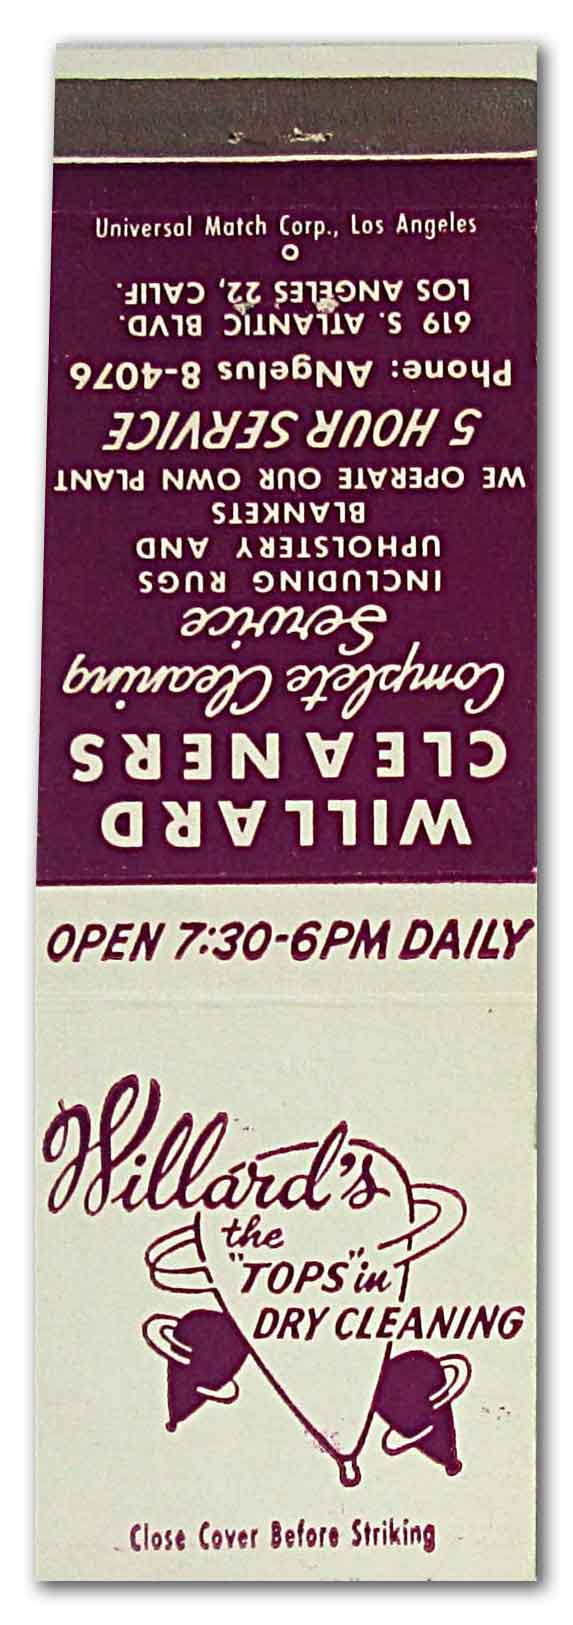 Universal Match Corp., Los Angeles
WILLARD
CLEANERS
Complete Cleaning
Service
INCLUDING RUGS
UPHOLSTERY AND
BLANKETS
WE OPERATE OUR OWN PLANT
5 HOUR SERVICE
Phone: ANgelus 8-4076
619 S. ATLANTIC BLVD.
LOS ANGELES 22, CALIF.
OPEN 7:30-6PM DAILY
Willard's
the
"TOPS" in
DRY CLEANING
Close Cover Before Striking